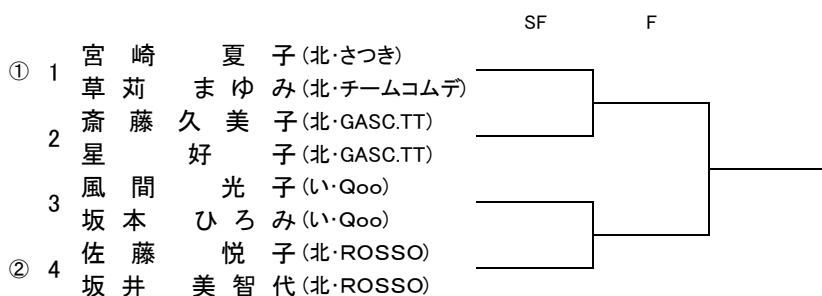 SF F
宮崎 夏子(北・さつき)
① 1
草苅 まゆみ(北・チームコムデ)
斎藤久美子(北・GASC.TT)
2
星 好子(北・GASC.TT)
風間 光子(い・Qoo)
3
坂本 ひろみ(い・Qoo)
佐藤 悦子(北・ROSSO)
② 4
坂井 美智代(北・ROSSO)